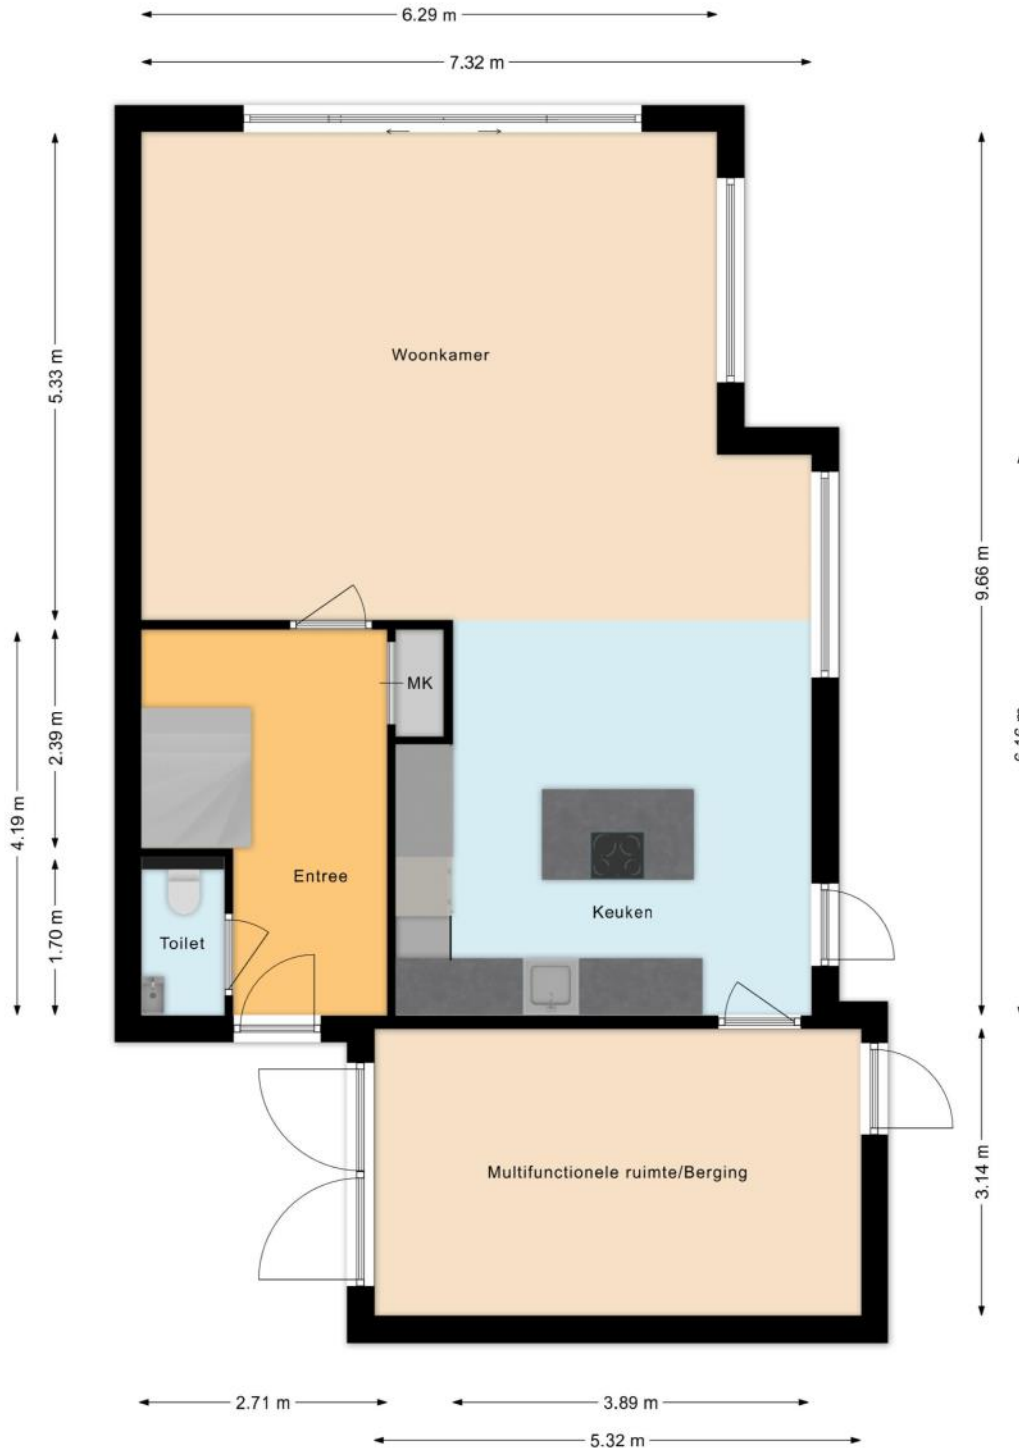 6.29 m
7.32 m
5.33 m
Woonkamer
9.66 m
MK
2.39 m
4.19 m
Entree
1.70 m
Keuken
Toilet
Multifunctionele ruimte/Berging
3.14 m
2.71 m
3.89 m
5.32 m